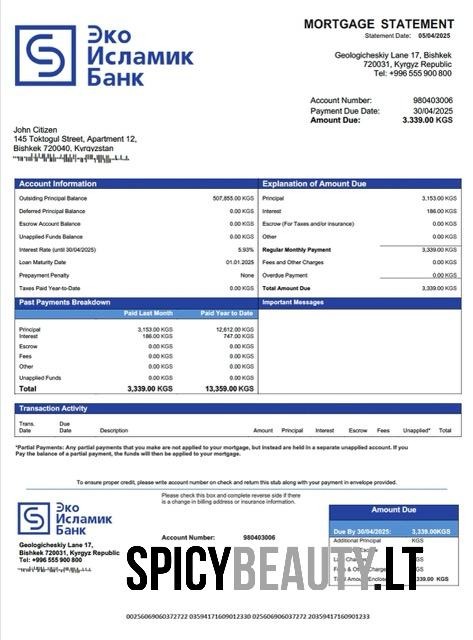 Эко
Исламик
Банк
MORTGAGE STATEMENT
Statement Date: 05/04/2025
Geologicheskiy Lane 17, Bishkek
720031, Kyrgyz Republic
Tel: +996 555 900 800
Account Number: 980403006
Payment Due Date: 30/04/2025
Amount Due: 3.339.00 KGS
John Citizen
145 Toktogul Street, Apartment 12,
Bishkek 720040, Kyrgyzstan
Account Information
Outsiding Principal Balance 507,855.00 KGS
Deferred Principal Balance 0.00 KGS
Escrow Account Balance 0.00 KGS
Unapplied Funds Balance 0.00 KGS
Interest Rate (until 30/04/2025) 5.93%
Loan Maturity Date 01.01.2025
Prepayment Penalty None
Taxes Paid Year-to-Date 0.00 KGS
Explanation of Amount Due
Principal 3,153.00 KGS
Interest 186.00 KGS
Escrow (For Taxes and/or insurance) 0.00 KGS
Other 0.00 KGS
Regular Monthly Payment 3,339.00 KGS
Fees and Other Charges 0.00 KGS
Overdue Payment 0.00 KGS
Total Amount Due 3,339.00 KGS
Past Payments Breakdown
Paid Last Month Paid Year to Date
Principal 3,153.00 KGS 12,612.00 KGS
Interest 186.00 KGS 747.00 KGS
Escrow 0.00 KGS 0.00 KGS
Fees 0.00 KGS 0.00 KGS
Other 0.00 KGS 0.00 KGS
Unapplied Funds 0.00 KGS 0.00 KGS
Total 3,339.00 KGS 13,359.00 KGS
Important Messages
Transaction Activity
Trans. Date Due Date Description Amount Principal Interest Escrow Fees Unapplied* Total
*Partial Payments: Any partial payments that you make are not applied to your mortgage, but instead are held in a separate unapplied account. If you
Pay the balance of a partial payment, the funds will then be applied to your mortgage.
To ensure proper credit, please write account number on check and return this stub along with your payment in envelope provided.
Эко
Исламик
Банк
Geologicheskiy Lane 17,
Bishkek 720031, Kyrgyz Republic
Tel: +996 555 900 800
Please check this box and complete reverse side if there
is a change in billing address or insurance information.
Account Number: 980403006
Amount Due
Due By 30/04/2025: 3,339.00KGS
Additional Principal KGS
KGS
KGS
KGS
Total Amount Enclosed 3,339.00 KGS
SPICYBEAUTY.LT
00256069060372722 03594171609012330 02560690603727722 20359417160901233